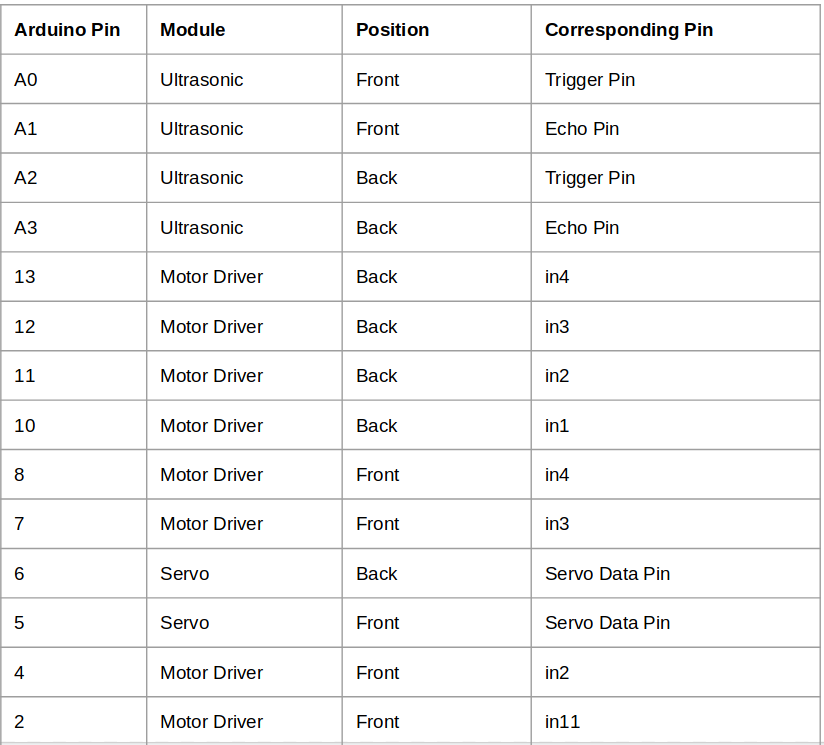 Arduino Pin Module Position Corresponding Pin
A0 Ultrasonic Front Trigger Pin
A1 Ultrasonic Front Echo Pin
A2 Ultrasonic Back Trigger Pin
A3 Ultrasonic Back Echo Pin
13 Motor Driver Back in4
12 Motor Driver Back in3
11 Motor Driver Back in2
10 Motor Driver Back in1
8 Motor Driver Front in4
7 Motor Driver Front in3
6 Servo Back Servo Data Pin
5 Servo Front Servo Data Pin
4 Motor Driver Front in2
2 Motor Driver Front in11